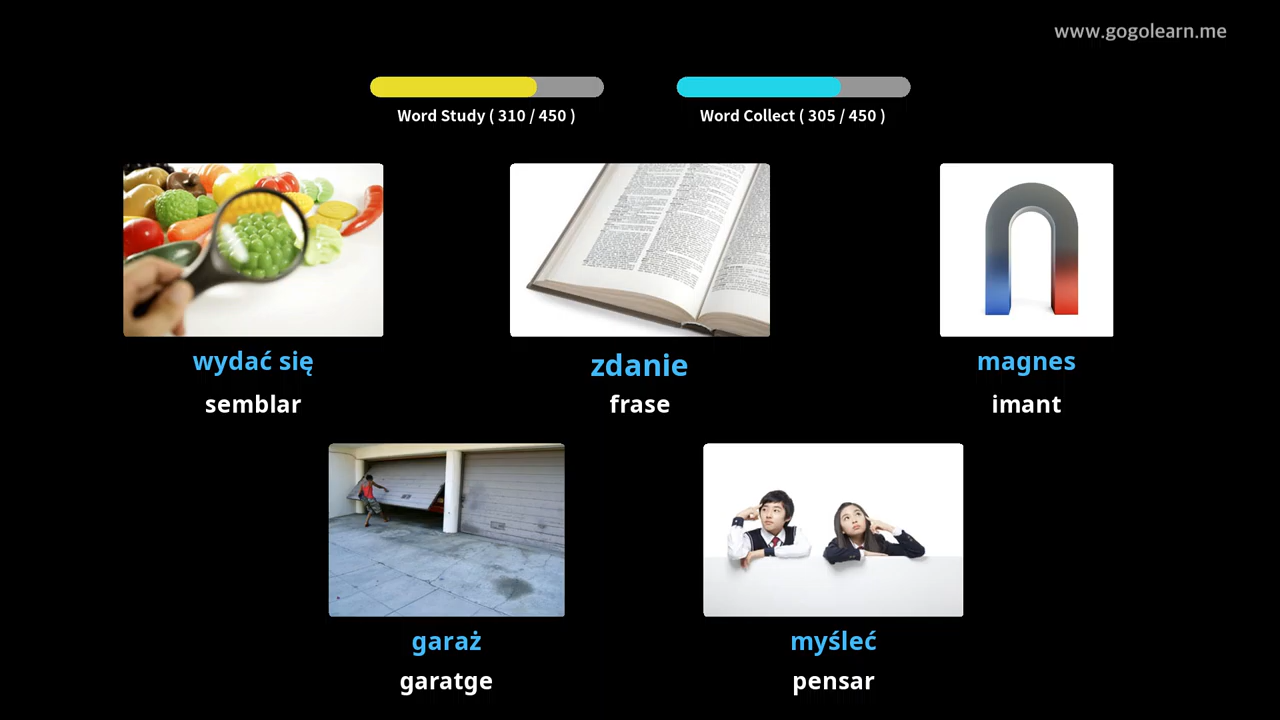 www.gogolearn.me
Word Study ( 310 / 450 )
Word Collect ( 305 / 450 )
wydać się
semblar
zdanie
frase
magnes
imant
garaż
garatge
myśleć
pensar